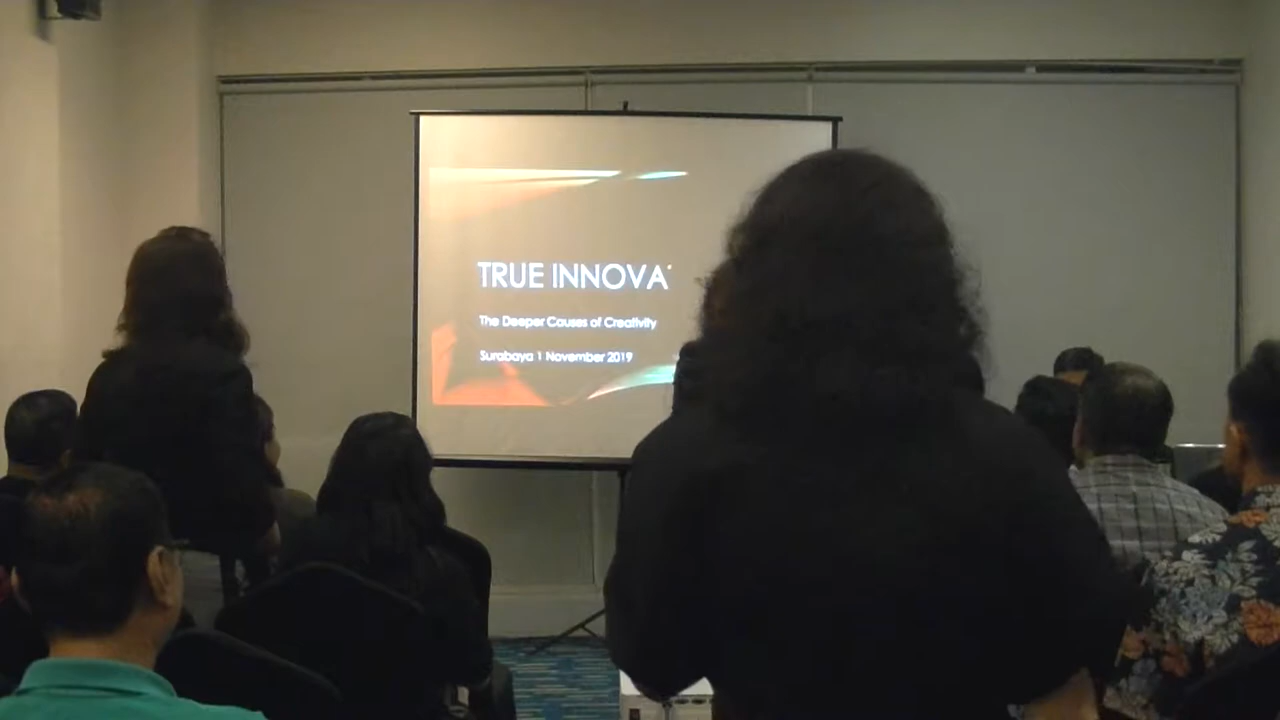 TRUE INNOVA
The Deeper Causes of Creativity
Surabaya 1 November 2019